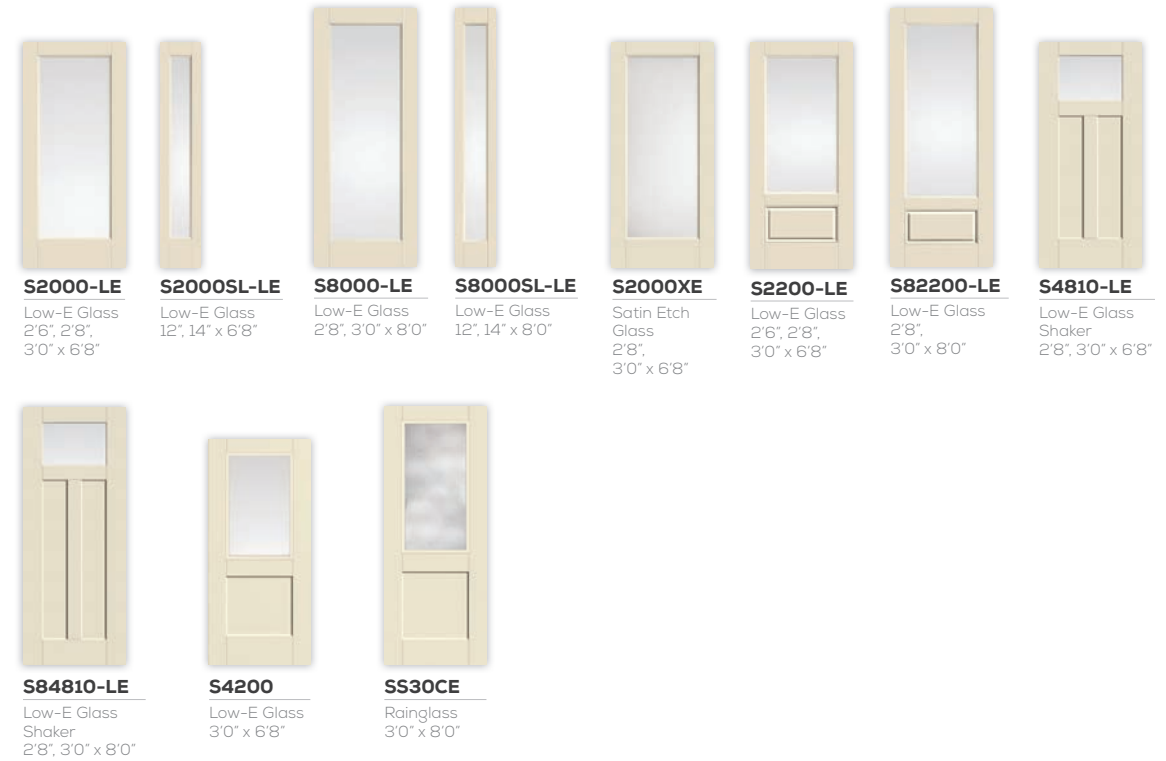 S2000-LE
Low-E Glass
2'6", 2'8",
3'0" x 6'8"
S2000SL-LE
Low-E Glass
12", 14" x 6'8"
S8000-LE
Low-E Glass
2'8", 3'0" x 8'0"
S8000SL-LE
Low-E Glass
12", 14" x 8'0"
S2000XE
Satin Etch
Glass
2'8",
3'0" x 6'8"
S2200-LE
Low-E Glass
2'6", 2'8",
3'0" x 6'8"
S82200-LE
Low-E Glass
2'8",
3'0" x 8'0"
S4810-LE
Low-E Glass
Shaker
2'8", 3'0" x 6'8"
S84810-LE
Low-E Glass
Shaker
2'8", 3'0" x 8'0"
S4200
Low-E Glass
3'0" x 6'8"
SS30CE
Rainglass
3'0" x 8'0"